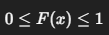 0 ≤ F(x) ≤ 1